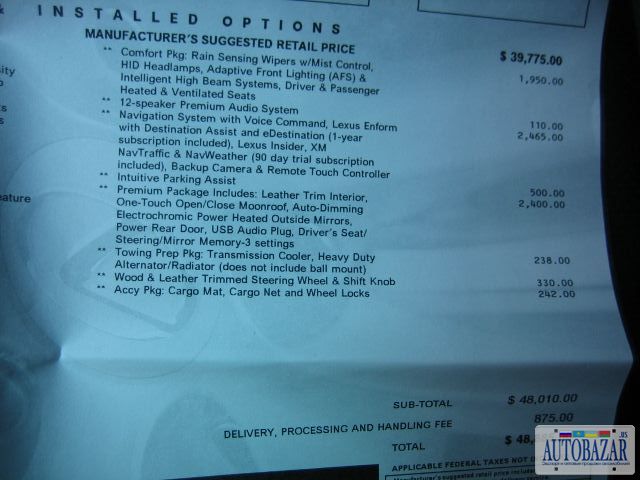 INSTALLED OPTIONS
MANUFACTURER'S SUGGESTED RETAIL PRICE $ 39,775.00
** Comfort Pkg: Rain Sensing Wipers w/Mist Control, 1,950.00
HID Headlamps, Adaptive Front Lighting (AFS) &
Intelligent High Beam Systems, Driver & Passenger
Heated & Ventilated Seats
** 12-speaker Premium Audio System 110.00
** Navigation System with Voice Command, Lexus Enform 2,465.00
with Destination Assist and eDestination (1-year
subscription included), Lexus Insider, XM
NavTraffic & NavWeather (90 day trial subscription
included), Backup Camera & Remote Touch Controller
** Intuitive Parking Assist 500.00
** Premium Package Includes: Leather Trim Interior, 2,400.00
One-Touch Open/Close Moonroof, Auto-Dimming
Electrochromic Power Heated Outside Mirrors,
Power Rear Door, USB Audio Plug, Driver's Seat/
Steering/Mirror Memory-3 settings
** Towing Prep Pkg: Transmission Cooler, Heavy Duty 238.00
Alternator/Radiator (does not include ball mount)
** Wood & Leather Trimmed Steering Wheel & Shift Knob 330.00
** Accy Pkg: Cargo Mat, Cargo Net and Wheel Locks 242.00
SUB-TOTAL $ 48,010.00
DELIVERY, PROCESSING AND HANDLING FEE 875.00
TOTAL $ 48,
APPLICABLE FEDERAL TAXES NOT
Manufacturer's suggested retail price
AUTOBAZAR.US